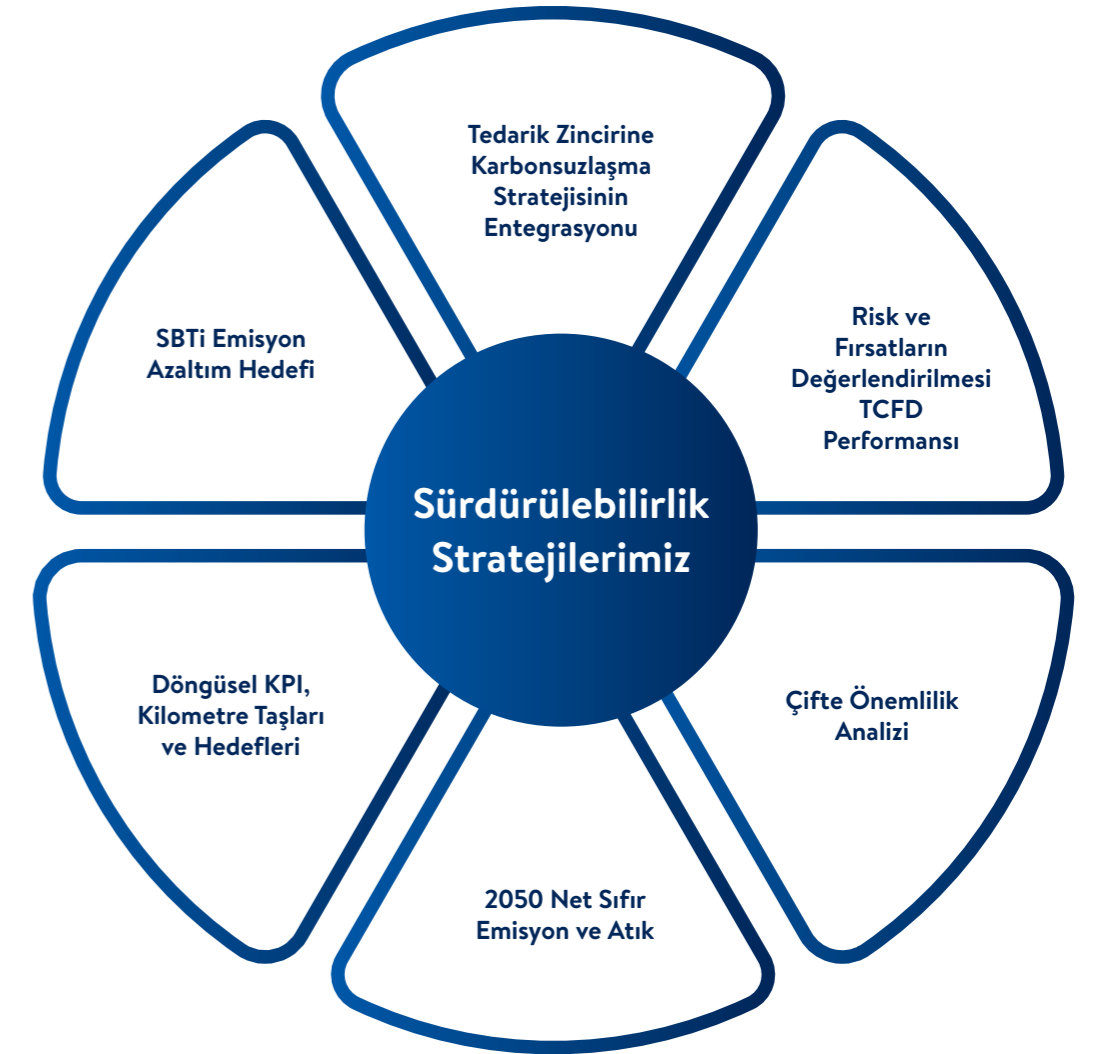 Tedarik Zincirine
Karbonsuzlaşma
Stratejisinin
Entegrasyonu
Risk ve
Fırsatların
Değerlendirilmesi
TCFD
Performansı
SBTi Emisyon
Azaltım Hedefi
Sürdürülebilirlik
Stratejilerimiz
Döngüsel KPI,
Kilometre Taşları
ve Hedefleri
Çifte Önemlilik
Analizi
2050 Net Sıfır
Emisyon ve Atık